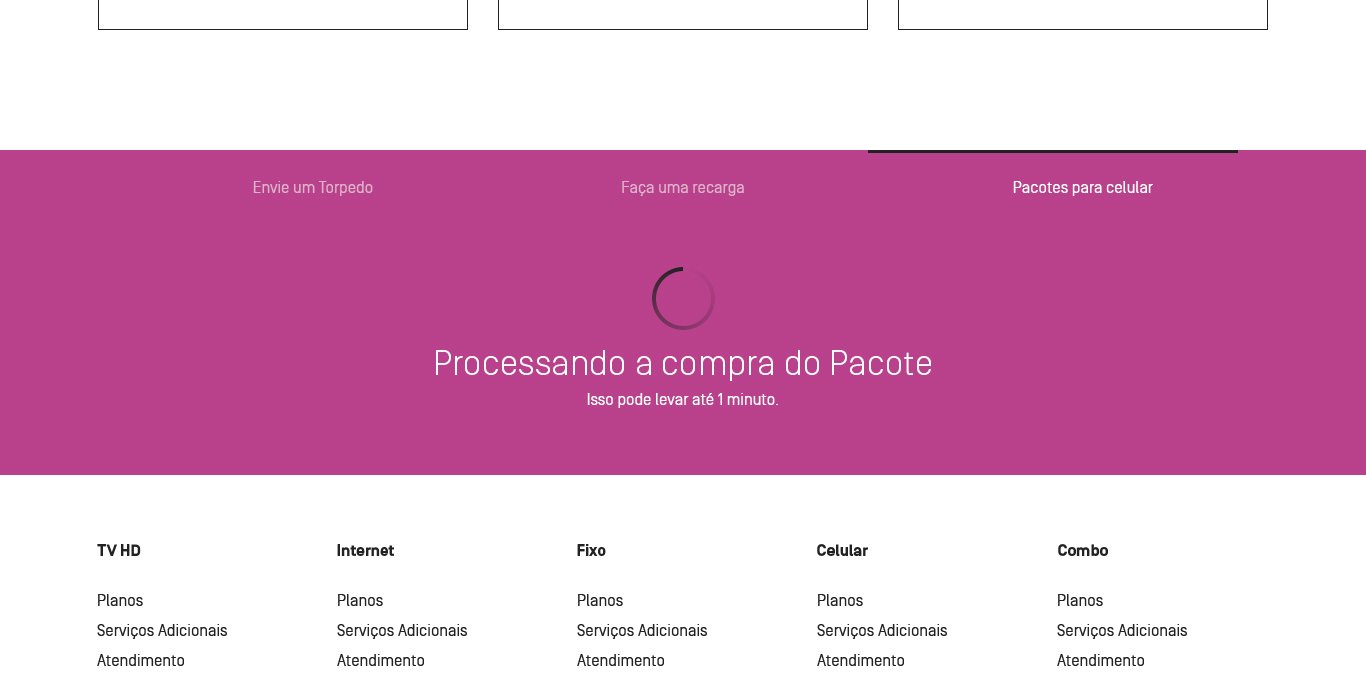 Envie um Torpedo
Faça uma recarga
Pacotes para celular
Processando a compra do Pacote
Isso pode levar até 1 minuto.
TV HD
Planos
Serviços Adicionais
Atendimento
Internet
Planos
Serviços Adicionais
Atendimento
Fixo
Planos
Serviços Adicionais
Atendimento
Celular
Planos
Serviços Adicionais
Atendimento
Combo
Planos
Serviços Adicionais
Atendimento